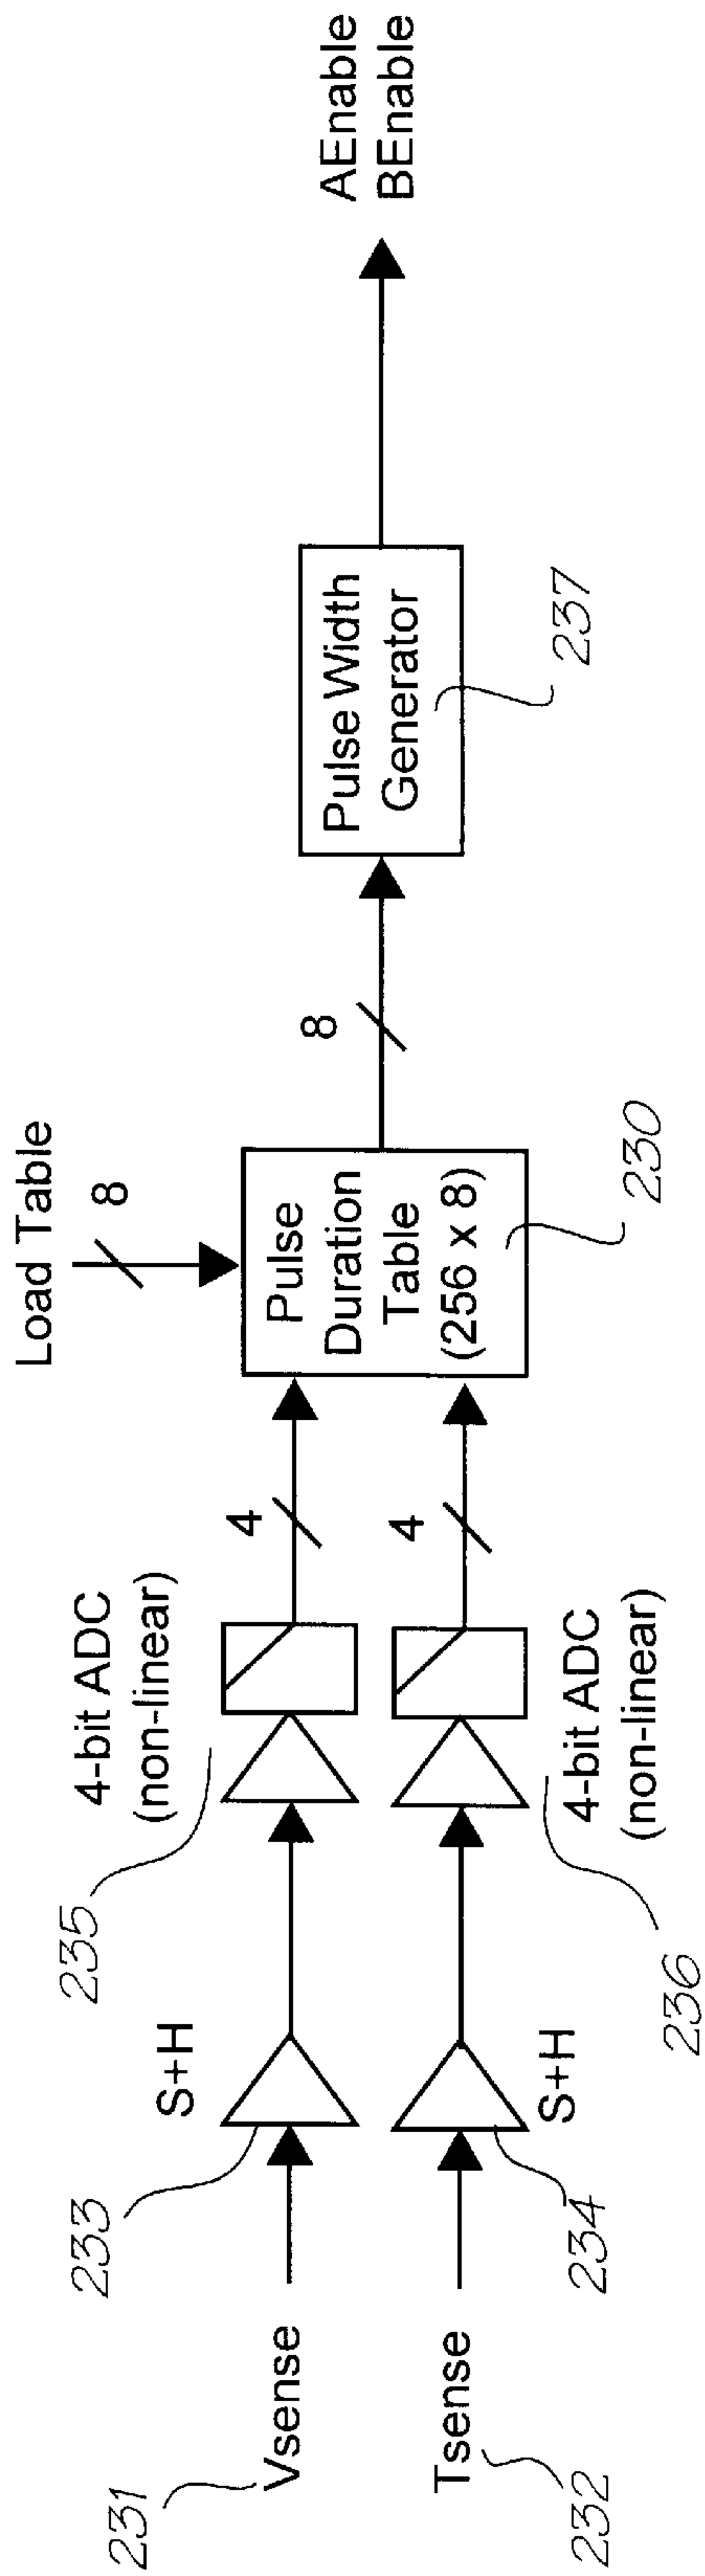 231
Vsense
233
S+H
235
4-bit ADC
(non-linear)
4
Load Table
8
Pulse
Duration
Table
(256 x 8)
230
8
Pulse Width
Generator
237
AEnable
BEnable
232
Tsense
234
S+H
236
4-bit ADC
(non-linear)
4